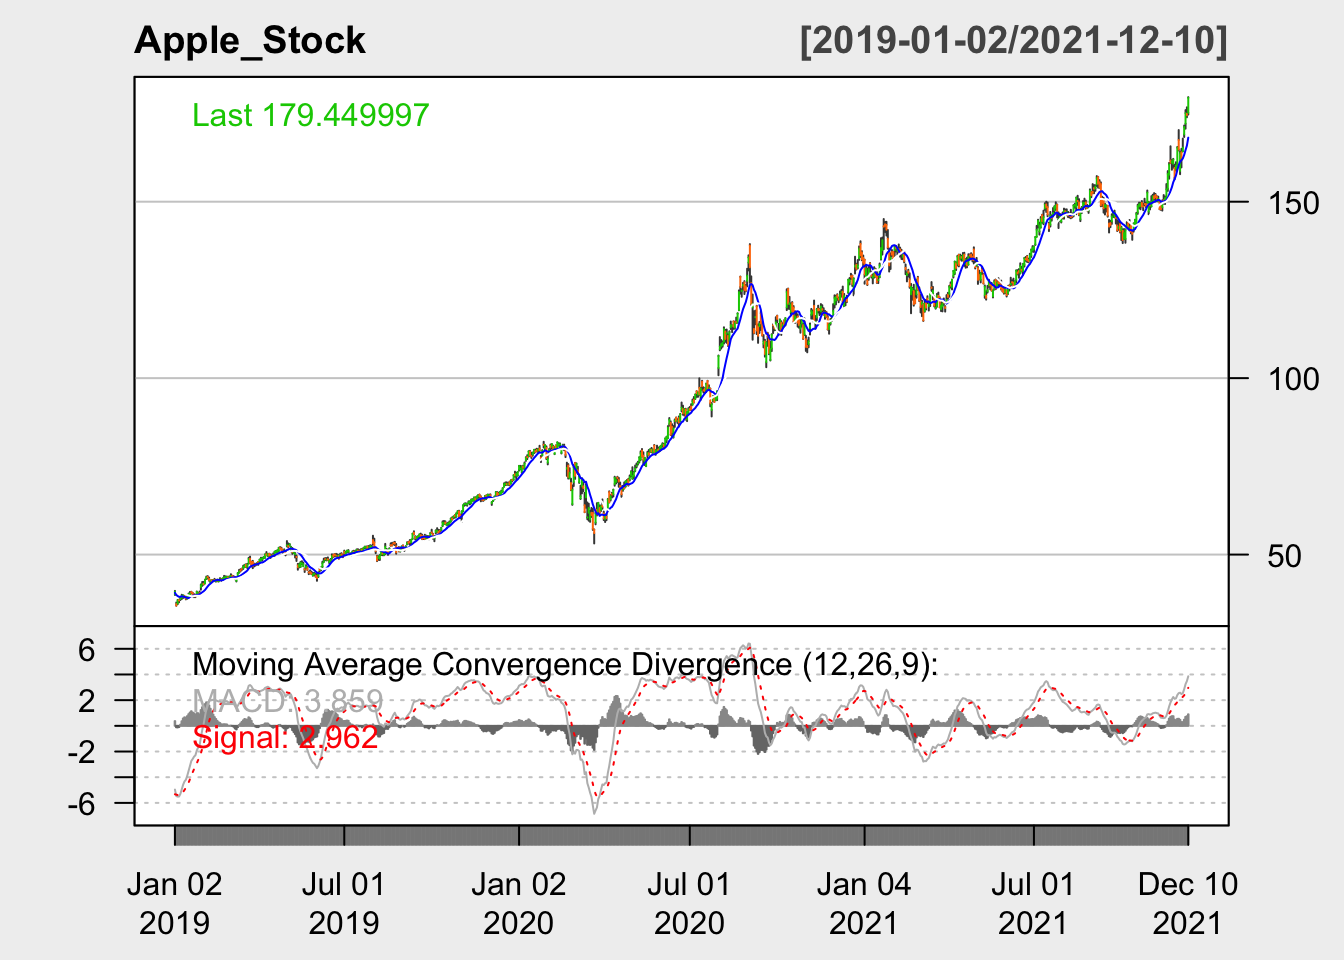 Apple_Stock [2019-01-02/2021-12-10]
Last 179.449997
150
100
50
Moving Average Convergence Divergence (12,26,9):
MACD: 3.859
Signal: 2.962
6
2
-2
-6
Jan 02 Jul 01 Jan 02 Jul 01 Jan 04 Jul 01 Dec 10
2019 2019 2020 2020 2021 2021 2021